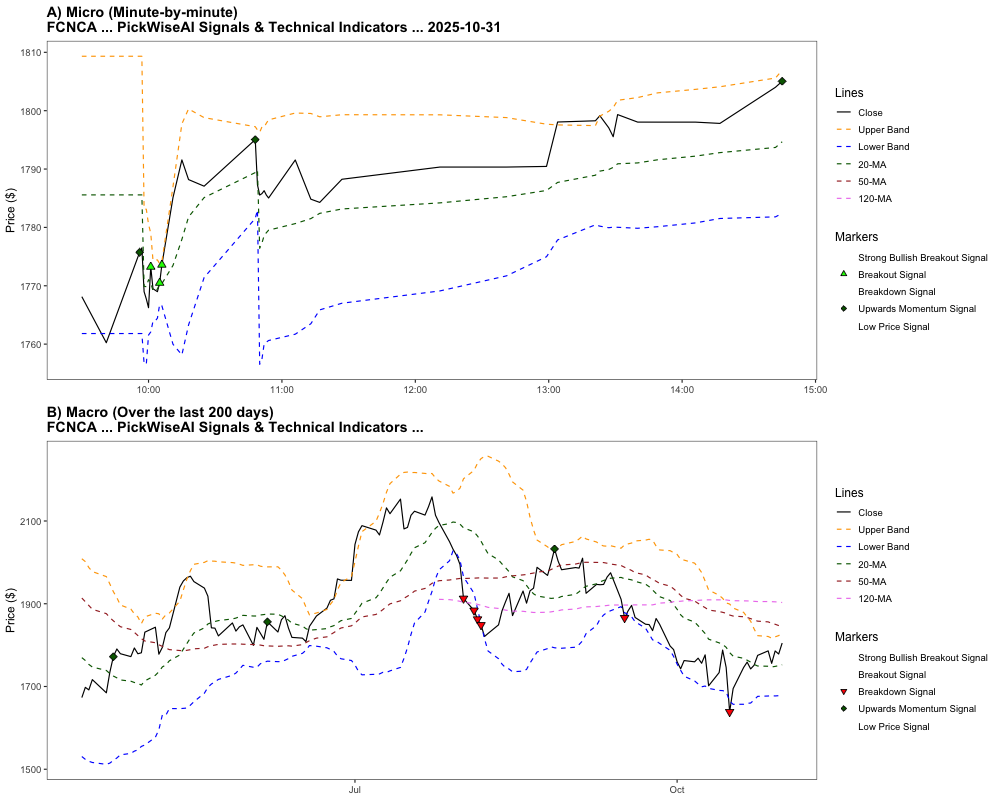 A) Micro (Minute-by-minute)
FCNCA ... PickWiseAI Signals & Technical Indicators ... 2025-10-31
Price ($)
1810
1800
1790
1780
1770
1760
10:00
11:00
12:00
13:00
14:00
15:00
Lines
Close
Upper Band
Lower Band
20-MA
50-MA
120-MA
Markers
Strong Bullish Breakout Signal
Breakout Signal
Breakdown Signal
Upwards Momentum Signal
Low Price Signal
B) Macro (Over the last 200 days)
FCNCA ... PickWiseAI Signals & Technical Indicators ...
Price ($)
2100
1900
1700
1500
Jul
Oct
Lines
Close
Upper Band
Lower Band
20-MA
50-MA
120-MA
Markers
Strong Bullish Breakout Signal
Breakout Signal
Breakdown Signal
Upwards Momentum Signal
Low Price Signal